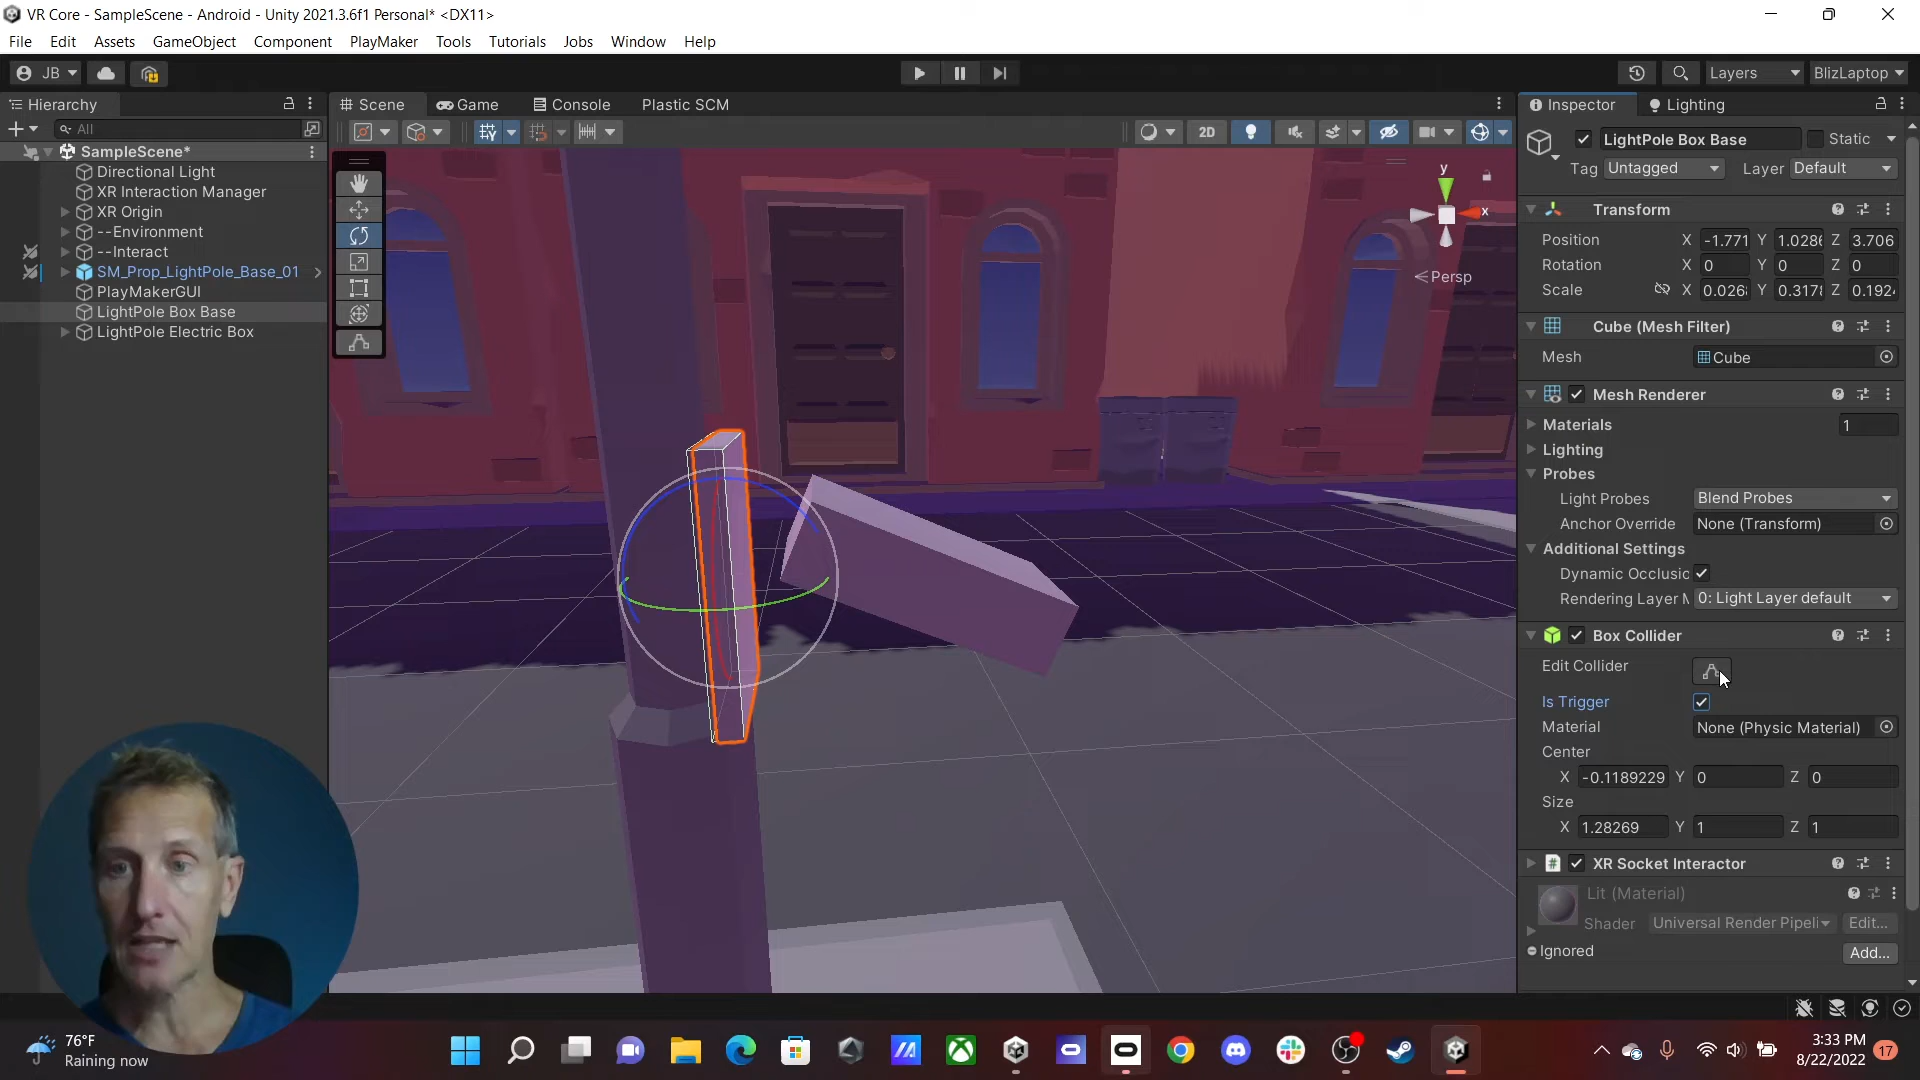 VR Core - SampleScene - Android - Unity 2021.3.6f1 Personal* <DX11>
File Edit Assets GameObject Component PlayMaker Tools Tutorials Jobs Window Help
JB
Layers BlizLaptop
Hierarchy
Scene Game Console Plastic SCM
Inspector Lighting
All
2D
SampleScene*
Directional Light
XR Interaction Manager
XR Origin
--Environment
--Interact
SM_Prop_LightPole_Base_01
PlayMakerGUI
LightPole Box Base
LightPole Electric Box
y
x
Persp
LightPole Box Base Static
Tag Untagged Layer Default
Transform
Position X -1.771 Y 1.028 Z 3.706
Rotation X 0 Y 0 Z 0
Scale X 0.026 Y 0.317 Z 0.192
Cube (Mesh Filter)
Mesh Cube
Mesh Renderer
Materials 1
Lighting
Probes
Light Probes Blend Probes
Anchor Override None (Transform)
Additional Settings
Dynamic Occlusic
Rendering Layer M 0: Light Layer default
Box Collider
Edit Collider
Is Trigger
Material None (Physic Material)
Center
X -0.1189229 Y 0 Z 0
Size
X 1.28269 Y 1 Z 1
XR Socket Interactor
Lit (Material)
Shader Universal Render Pipeli Edit...
Ignored Add...
76°F
Raining now
3:33 PM
8/22/2022
17